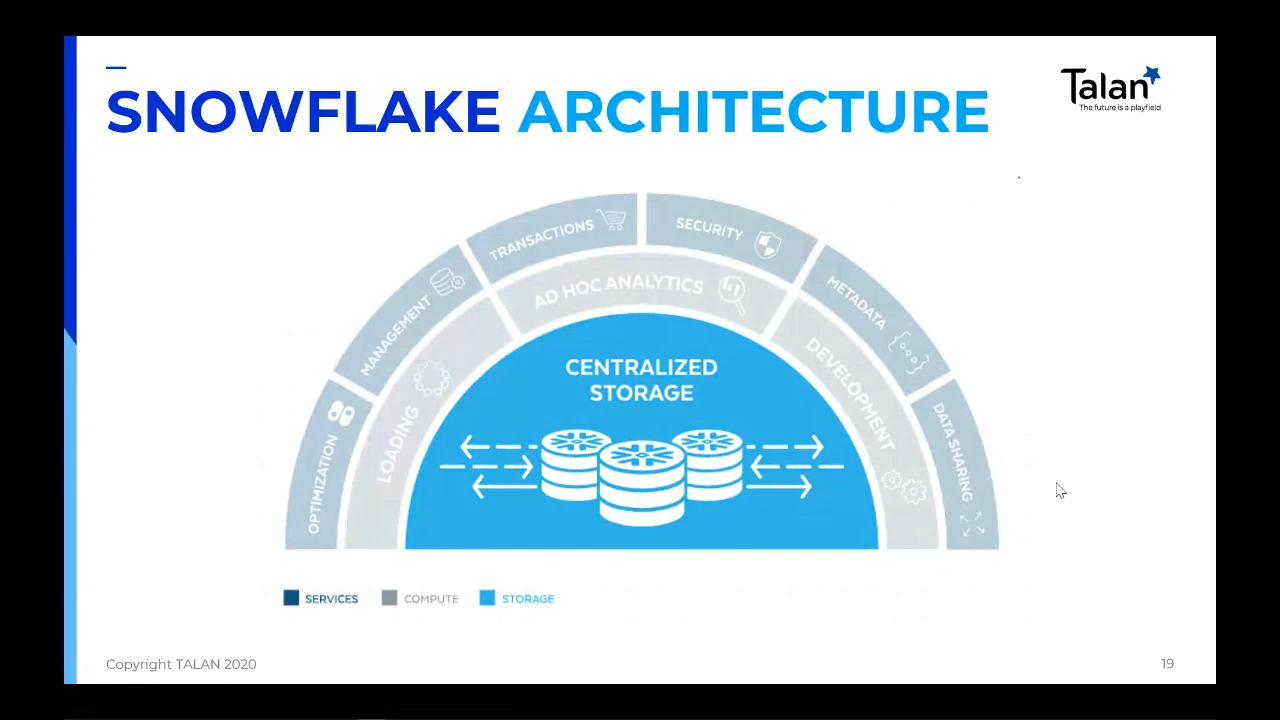 SNOWFLAKE ARCHITECTURE
Talan
The future is a playfield
TRANSACTIONS
SECURITY
MANAGEMENT
AD HOC ANALYTICS
METADATA
OPTIMIZATION
LOADING
CENTRALIZED
STORAGE
DEVELOPMENT
DATA SHARING
SERVICES
COMPUTE
STORAGE
Copyright TALAN 2020
19